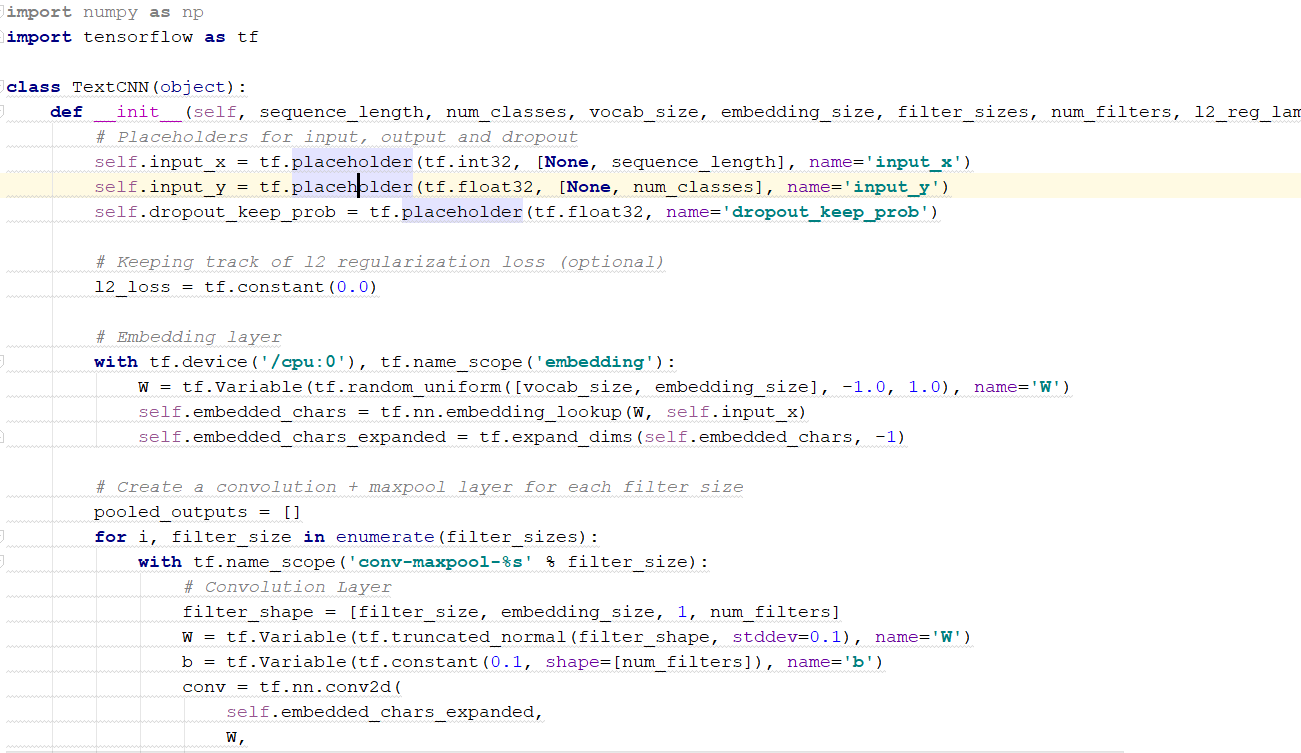 import numpy as np
import tensorflow as tf
class TextCNN(object):
def __init__(self, sequence_length, num_classes, vocab_size, embedding_size, filter_sizes, num_filters, l2_reg_lam
# Placeholders for input, output and dropout
self.input_x = tf.placeholder(tf.int32, [None, sequence_length], name='input_x')
self.input_y = tf.placeholder(tf.float32, [None, num_classes], name='input_y')
self.dropout_keep_prob = tf.placeholder(tf.float32, name='dropout_keep_prob')
# Keeping track of l2 regularization loss (optional)
l2_loss = tf.constant(0.0)
# Embedding layer
with tf.device('/cpu:0'), tf.name_scope('embedding'):
W = tf.Variable(tf.random_uniform([vocab_size, embedding_size], -1.0, 1.0), name='W')
self.embedded_chars = tf.nn.embedding_lookup(W, self.input_x)
self.embedded_chars_expanded = tf.expand_dims(self.embedded_chars, -1)
# Create a convolution + maxpool layer for each filter size
pooled_outputs = []
for i, filter_size in enumerate(filter_sizes):
with tf.name_scope('conv-maxpool-%s' % filter_size):
# Convolution Layer
filter_shape = [filter_size, embedding_size, 1, num_filters]
W = tf.Variable(tf.truncated_normal(filter_shape, stddev=0.1), name='W')
b = tf.Variable(tf.constant(0.1, shape=[num_filters]), name='b')
conv = tf.nn.conv2d(
self.embedded_chars_expanded,
W,